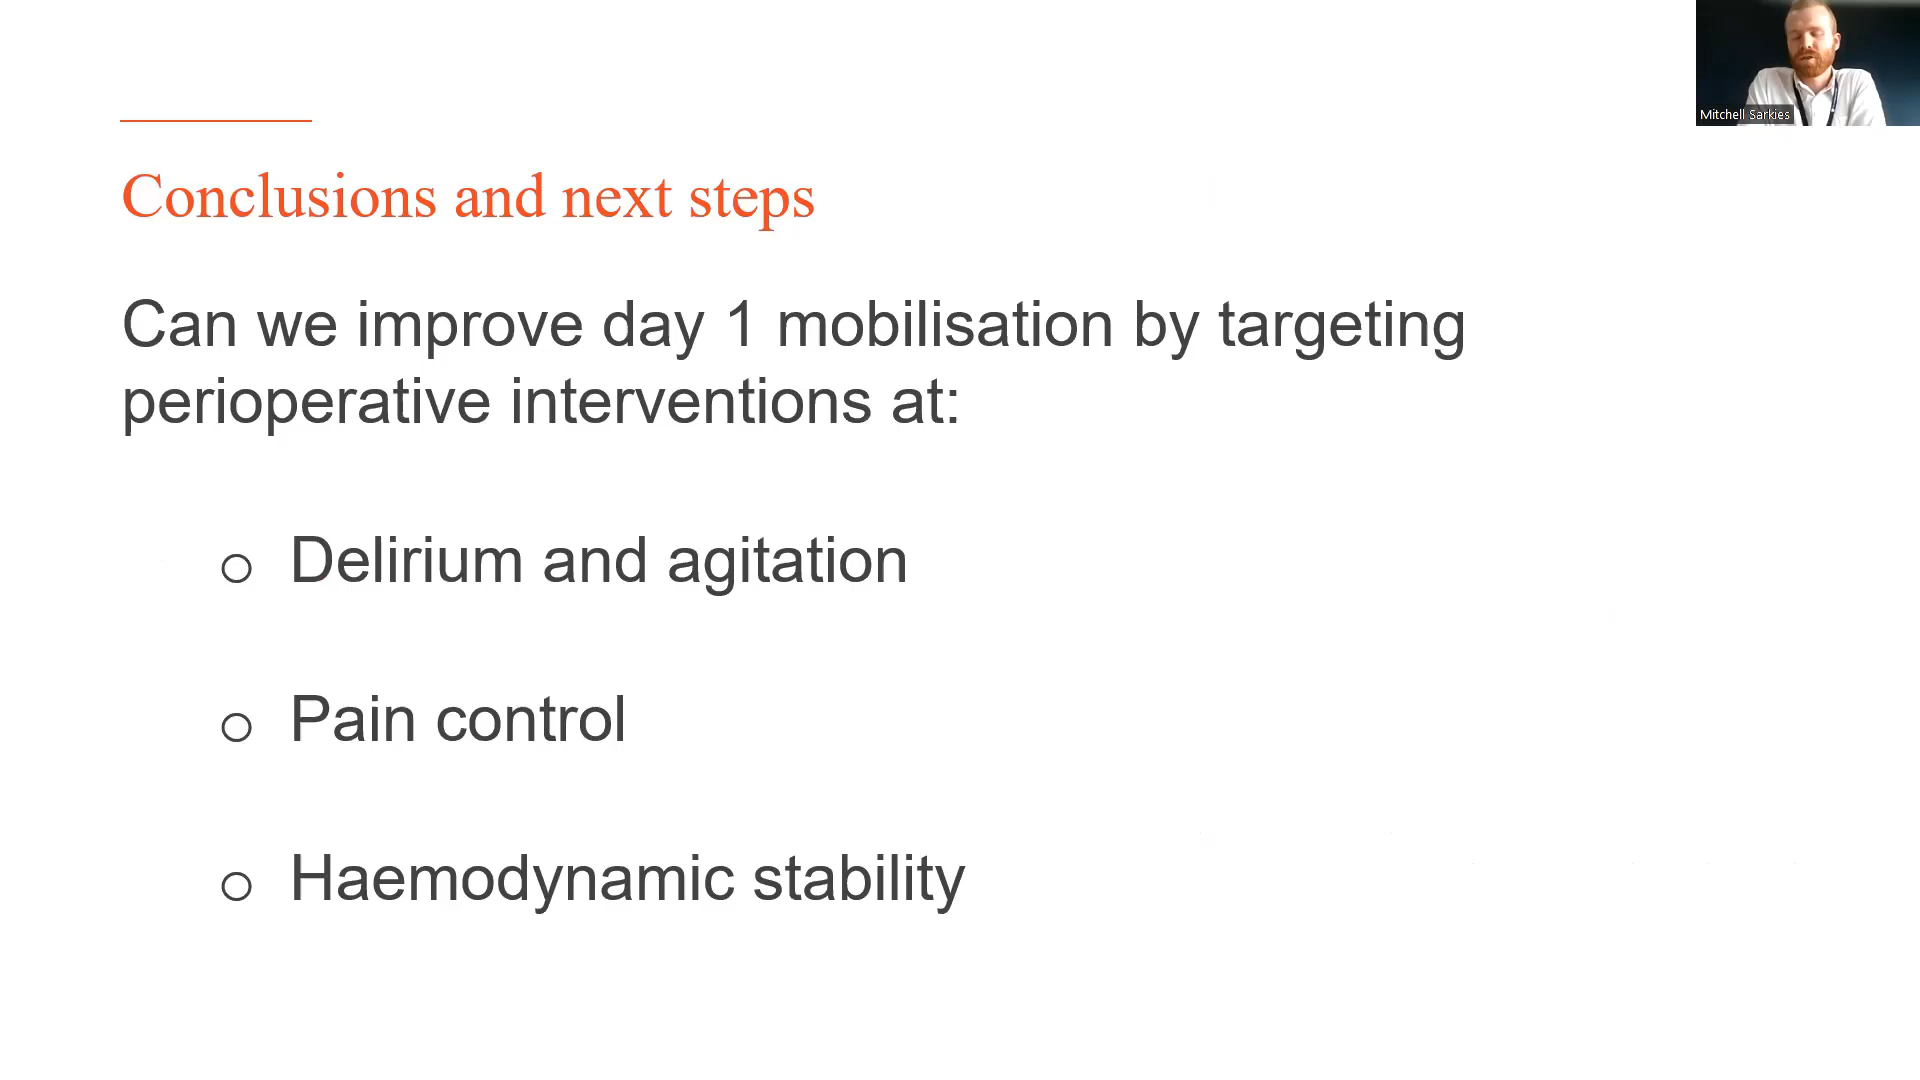 Mitchell Sarkies
Conclusions and next steps
Can we improve day 1 mobilisation by targeting
perioperative interventions at:
Delirium and agitation
Pain control
Haemodynamic stability